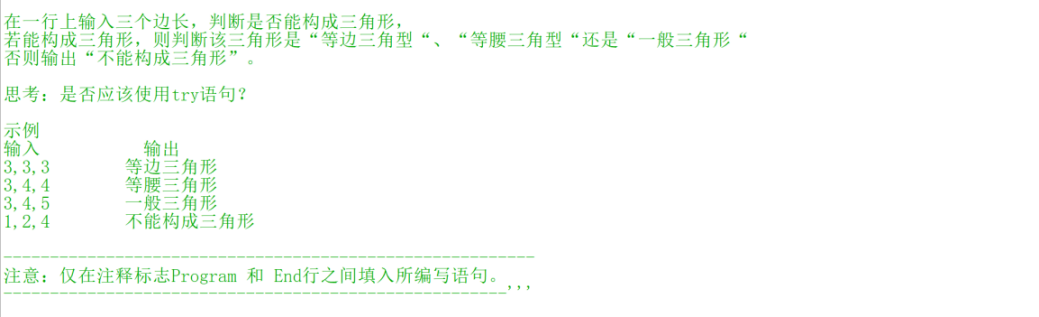 在一行上输入三个边长，判断是否能构成三角形，
若能构成三角形，则判断该三角形是“等边三角型“、“等腰三角型“还是“一般三角形“
否则输出“不能构成三角形”。
思考：是否应该使用try语句？
示例
输入 输出
3,3,3 等边三角形
3,4,4 等腰三角形
3,4,5 一般三角形
1,2,4 不能构成三角形
----------------------------------------------------------
注意：仅在注释标志Program 和 End行之间填入所编写语句。
-------------------------------------------------------'''